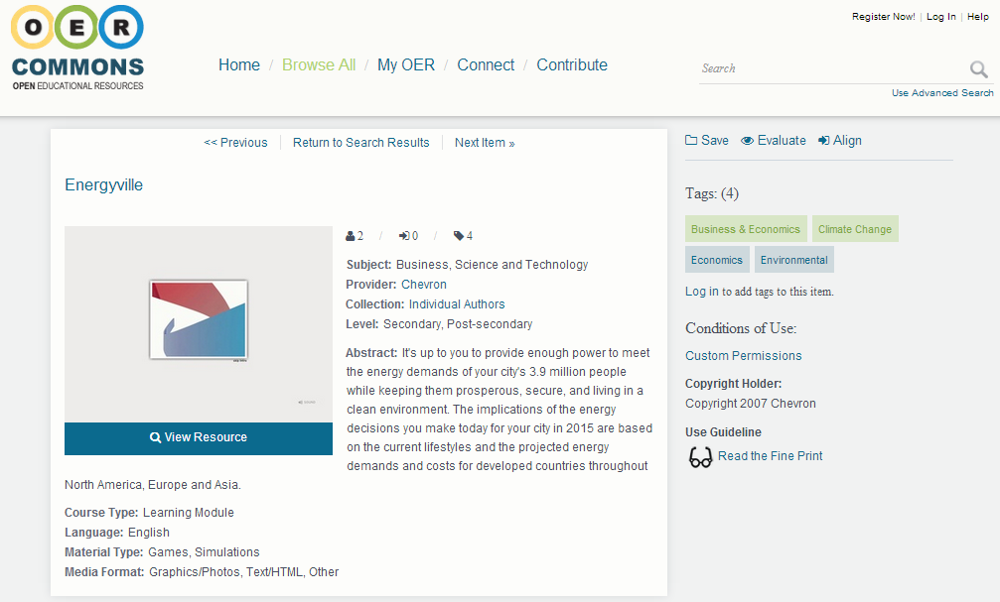 Register Now! | Log In | Help
O E R
COMMONS
OPEN EDUCATIONAL RESOURCES
Home / Browse All / My OER / Connect / Contribute
Search
Use Advanced Search
<< Previous
Return to Search Results
Next Item »
Energyville
View Resource
2 / 0 / 4
Subject: Business, Science and Technology
Provider: Chevron
Collection: Individual Authors
Level: Secondary, Post-secondary
Abstract: It's up to you to provide enough power to meet
the energy demands of your city's 3.9 million people
while keeping them prosperous, secure, and living in a
clean environment. The implications of the energy
decisions you make today for your city in 2015 are based
on the current lifestyles and the projected energy
demands and costs for developed countries throughout
North America, Europe and Asia.
Course Type: Learning Module
Language: English
Material Type: Games, Simulations
Media Format: Graphics/Photos, Text/HTML, Other
Save Evaluate Align
Tags: (4)
Business & Economics Climate Change
Economics Environmental
Log in to add tags to this item.
Conditions of Use:
Custom Permissions
Copyright Holder:
Copyright 2007 Chevron
Use Guideline
Read the Fine Print